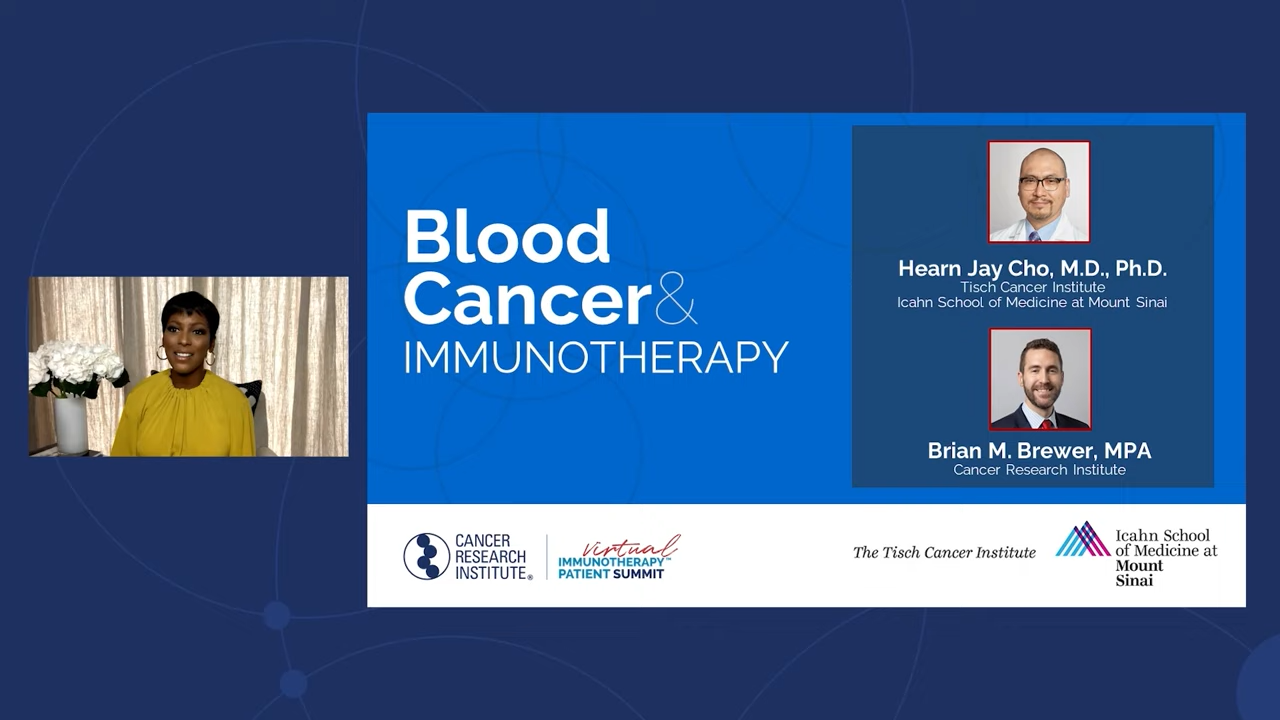 Blood
Cancer&
IMMUNOTHERAPY
Hearn Jay Cho, M.D., Ph.D.
Tisch Cancer Institute
Icahn School of Medicine at Mount Sinai
Brian M. Brewer, MPA
Cancer Research Institute
CANCER
RESEARCH
INSTITUTE®
virtual
IMMUNOTHERAPY™
PATIENT SUMMIT
The Tisch Cancer Institute
Icahn School
of Medicine at
Mount
Sinai